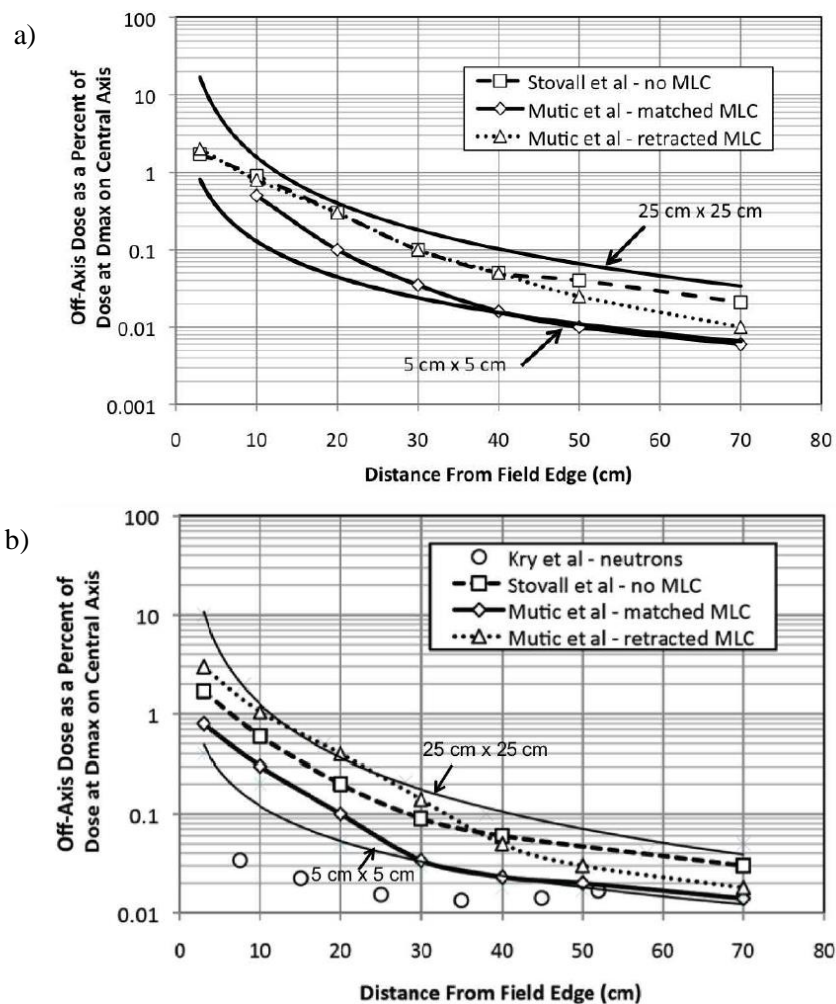 a)
Off-Axis Dose as a Percent of
Dose at Dmax on Central Axis
100
10
1
0.1
0.01
0.001
Stovall et al - no MLC
Mutic et al - matched MLC
Mutic et al - retracted MLC
25 cm x 25 cm
5 cm x 5 cm
0 10 20 30 40 50 60 70 80
Distance From Field Edge (cm)
b)
Off-Axis Dose as a Percent of
Dose at Dmax on Central Axis
100
10
1
0.1
0.01
Kry et al - neutrons
Stovall et al - no MLC
Mutic et al - matched MLC
Mutic et al - retracted MLC
25 cm x 25 cm
5 cm x 5 cm
0 10 20 30 40 50 60 70 80
Distance From Field Edge (cm)